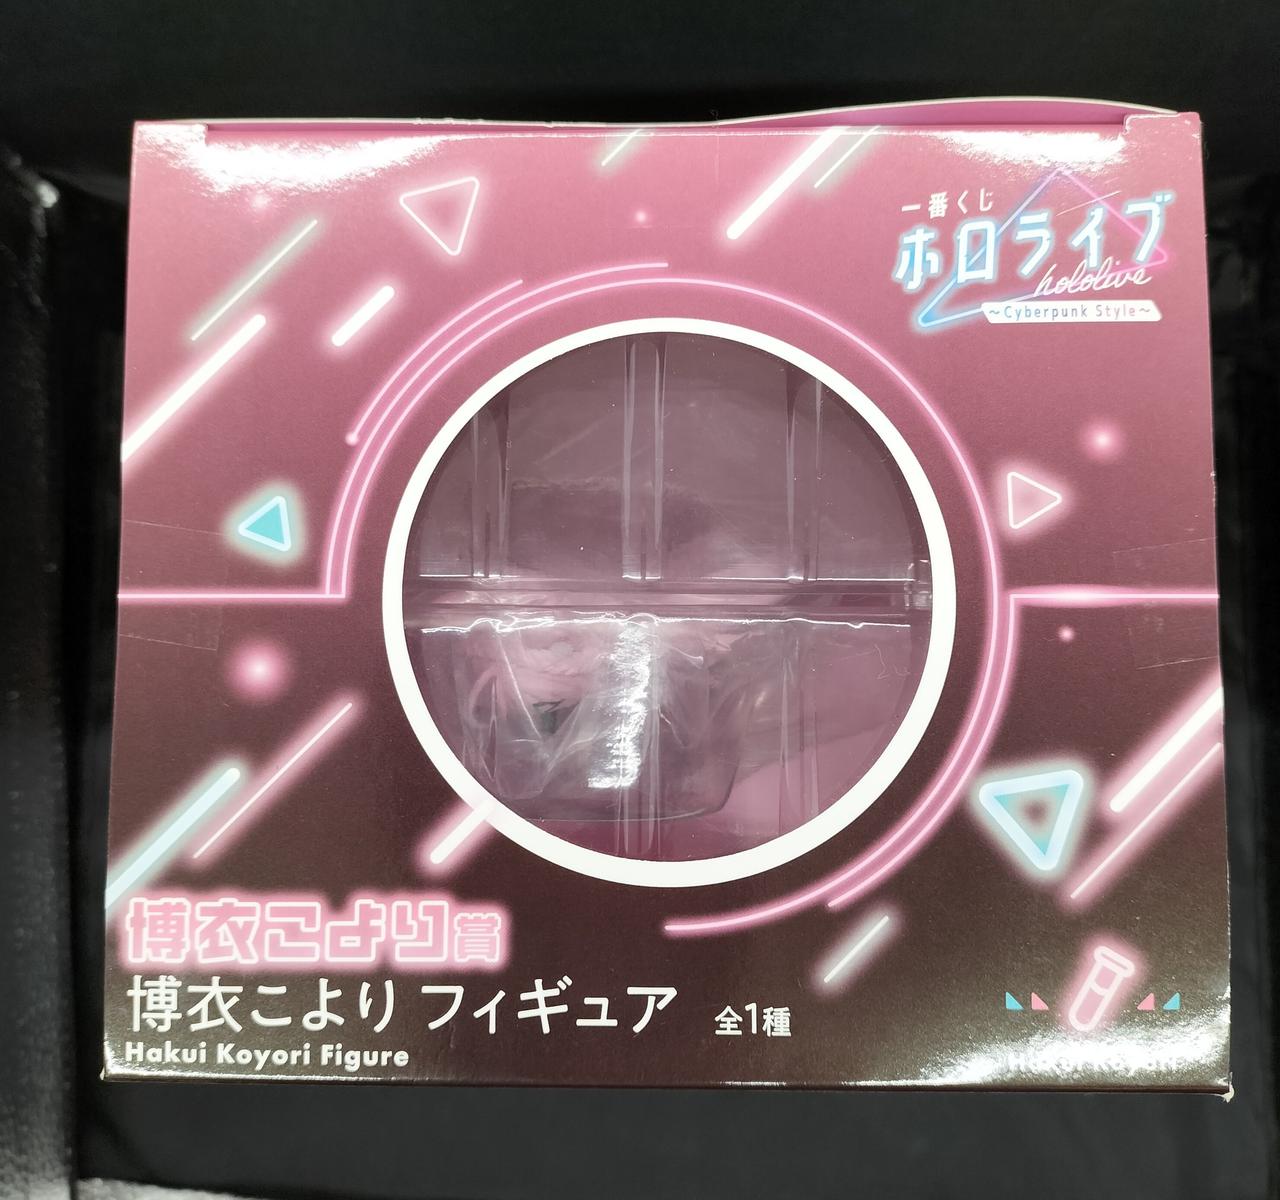 一番くじ
ホロライブ
hololive
～Cyberpunk Style～
博衣こより賞
博衣こより フィギュア 全1種
Hakui Koyori Figure